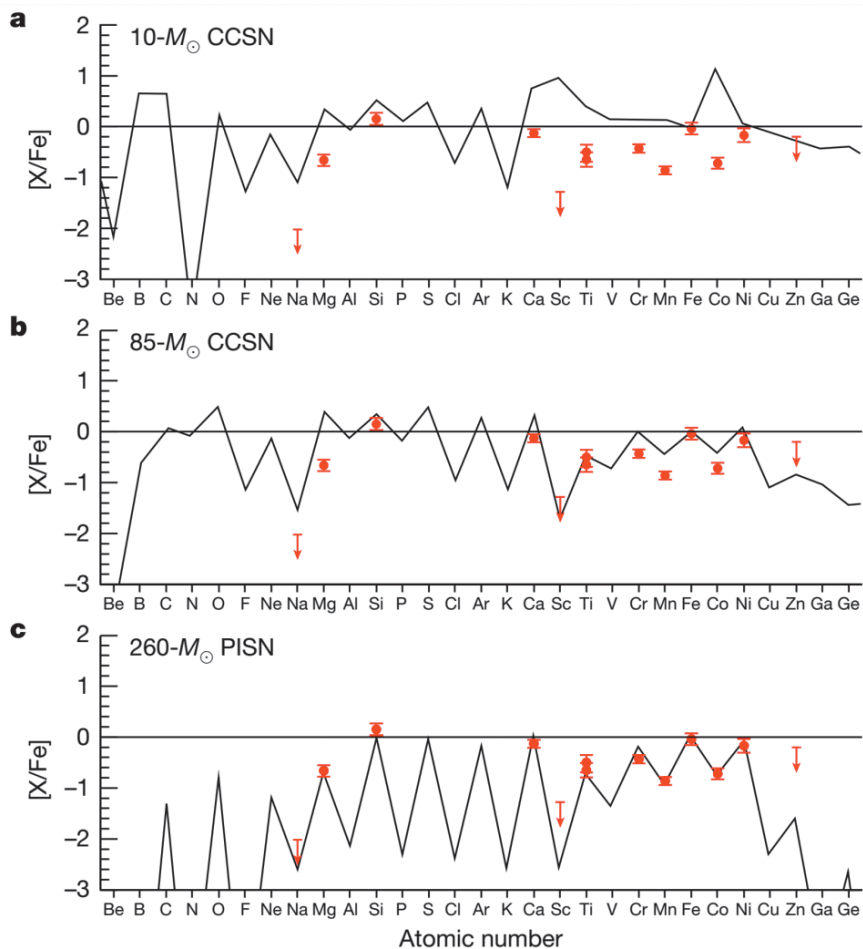 a
10-M☉ CCSN
2
1
0
−1
−2
−3
[X/Fe]
Be B C N O F Ne Na Mg Al Si P S Cl Ar K Ca Sc Ti V Cr Mn Fe Co Ni Cu Zn Ga Ge
b
85-M☉ CCSN
2
1
0
−1
−2
−3
[X/Fe]
Be B C N O F Ne Na Mg Al Si P S Cl Ar K Ca Sc Ti V Cr Mn Fe Co Ni Cu Zn Ga Ge
c
260-M☉ PISN
2
1
0
−1
−2
−3
[X/Fe]
Be B C N O F Ne Na Mg Al Si P S Cl Ar K Ca Sc Ti V Cr Mn Fe Co Ni Cu Zn Ga Ge
Atomic number